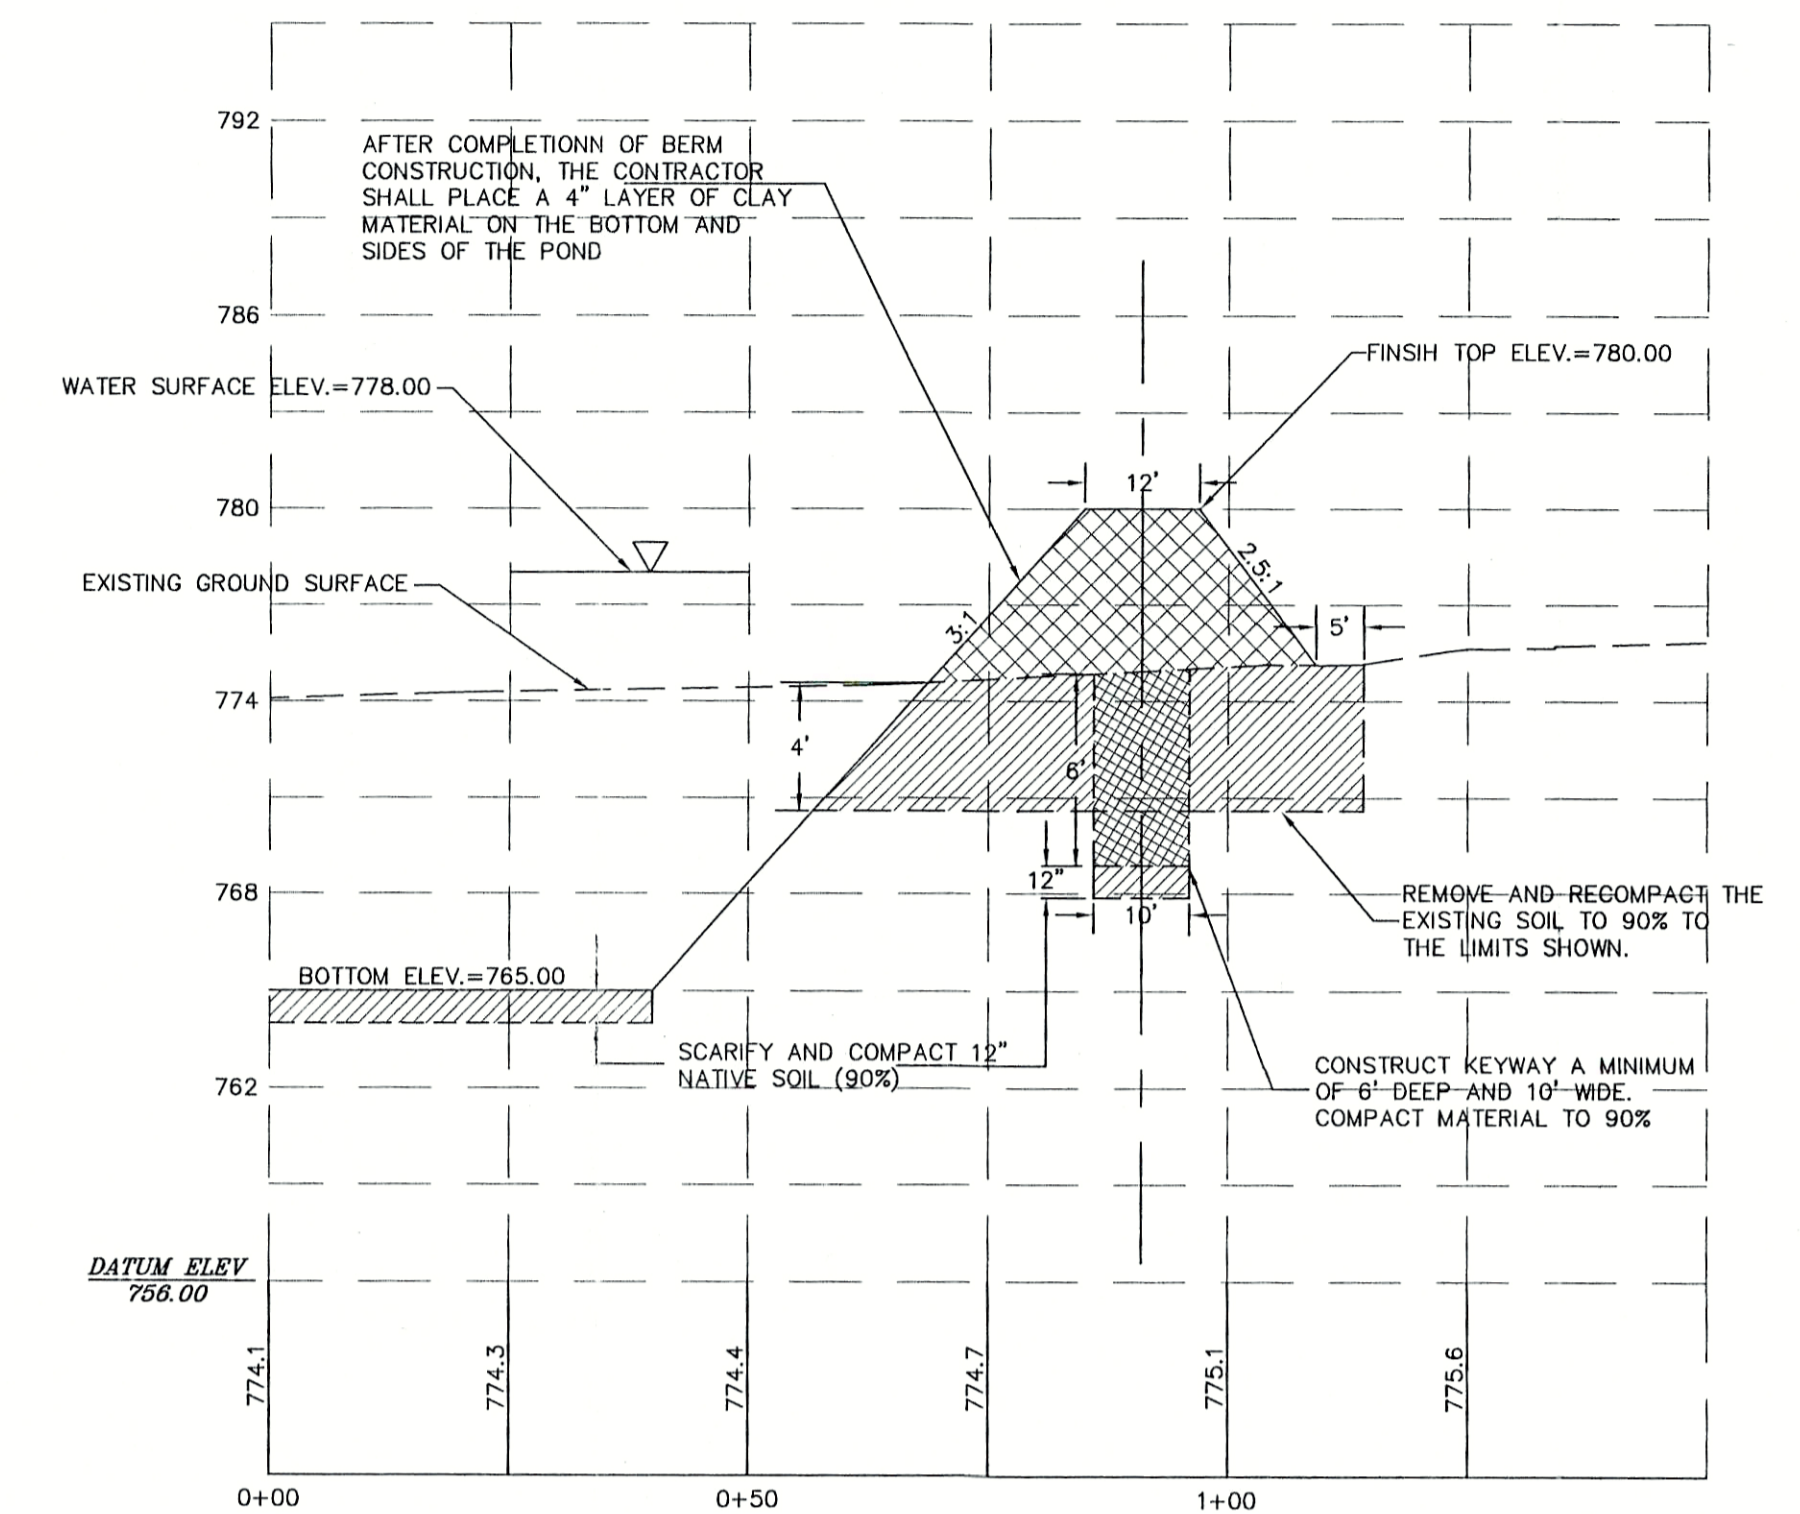 792
AFTER COMPLETIONN OF BERM
CONSTRUCTION, THE CONTRACTOR
SHALL PLACE A 4" LAYER OF CLAY
MATERIAL ON THE BOTTOM AND
SIDES OF THE POND
786
FINSIH TOP ELEV.=780.00
WATER SURFACE ELEV.=778.00
12'
780
2.5:1
EXISTING GROUND SURFACE
3:1
5'
774
4'
6'
12"
768
10'
REMOVE AND RECOMPACT THE
EXISTING SOIL TO 90% TO
THE LIMITS SHOWN.
BOTTOM ELEV.=765.00
SCARIFY AND COMPACT 12"
NATIVE SOIL (90%)
762
CONSTRUCT KEYWAY A MINIMUM
OF 6' DEEP AND 10' WIDE.
COMPACT MATERIAL TO 90%
DATUM ELEV
756.00
774.1
774.3
774.4
774.7
775.1
775.6
0+00
0+50
1+00